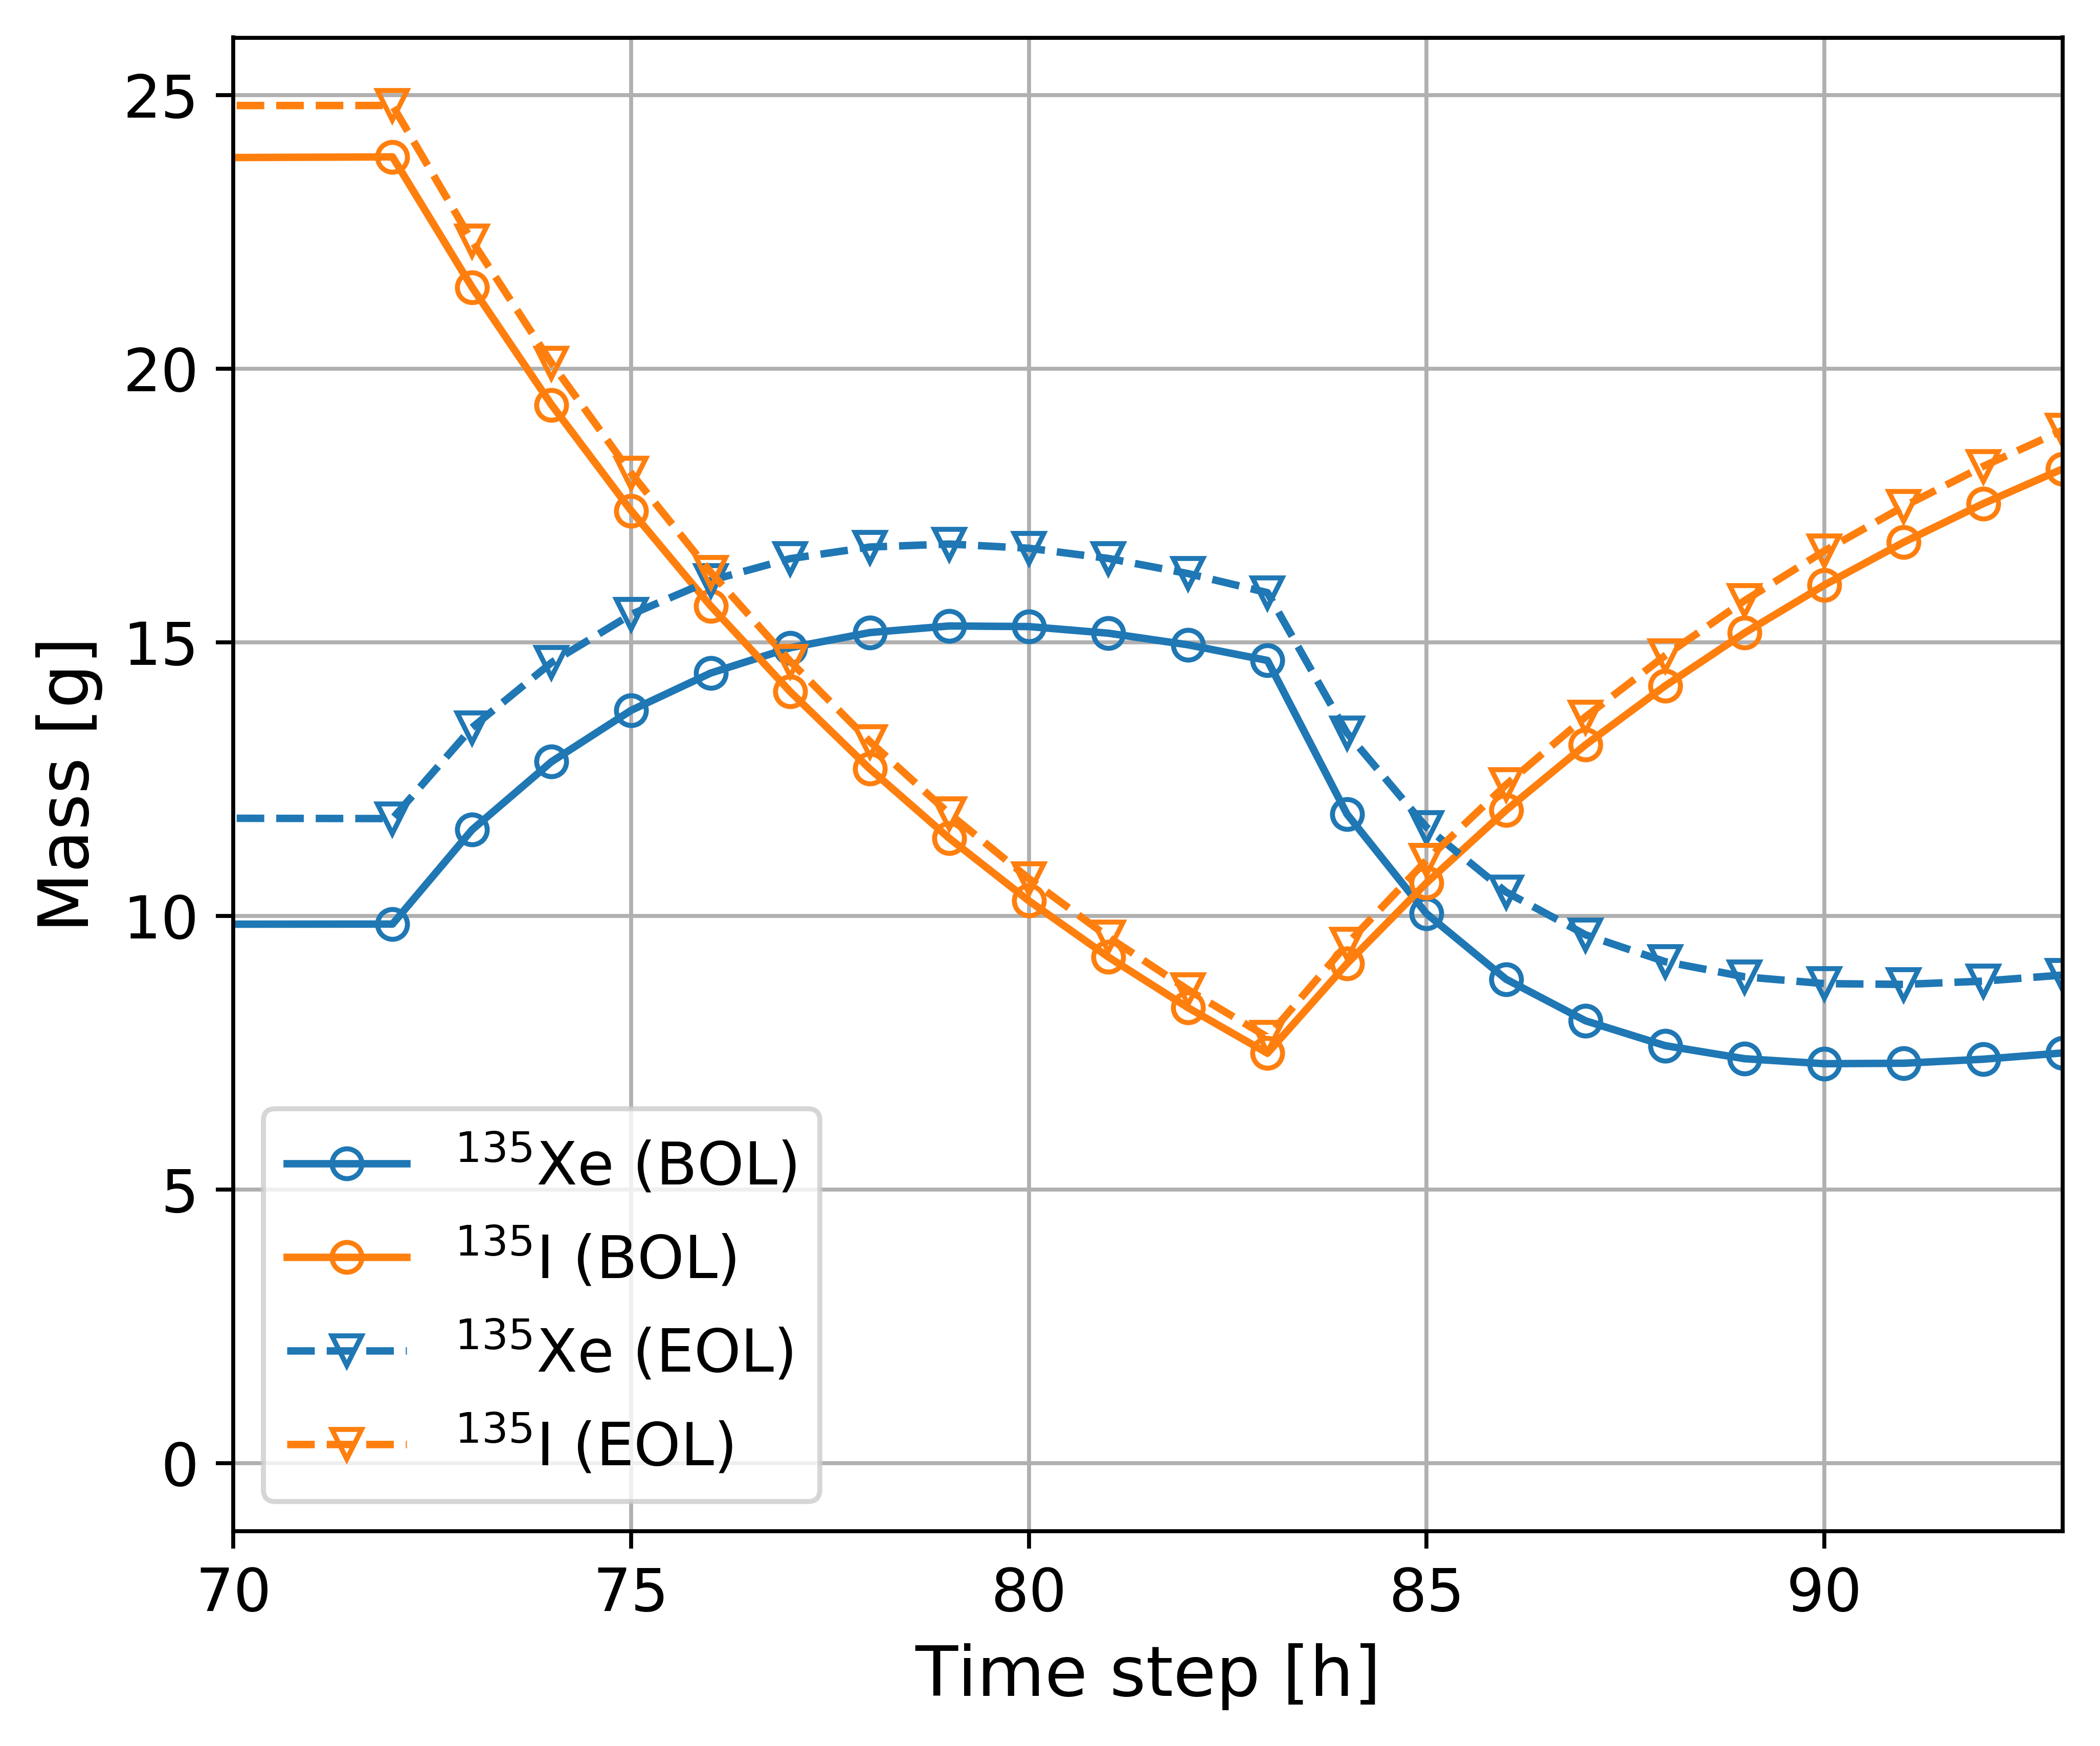 25
20
15
10
5
0
Mass [g]
¹³⁵Xe (BOL)
¹³⁵I (BOL)
¹³⁵Xe (EOL)
¹³⁵I (EOL)
70 75 80 85 90
Time step [h]